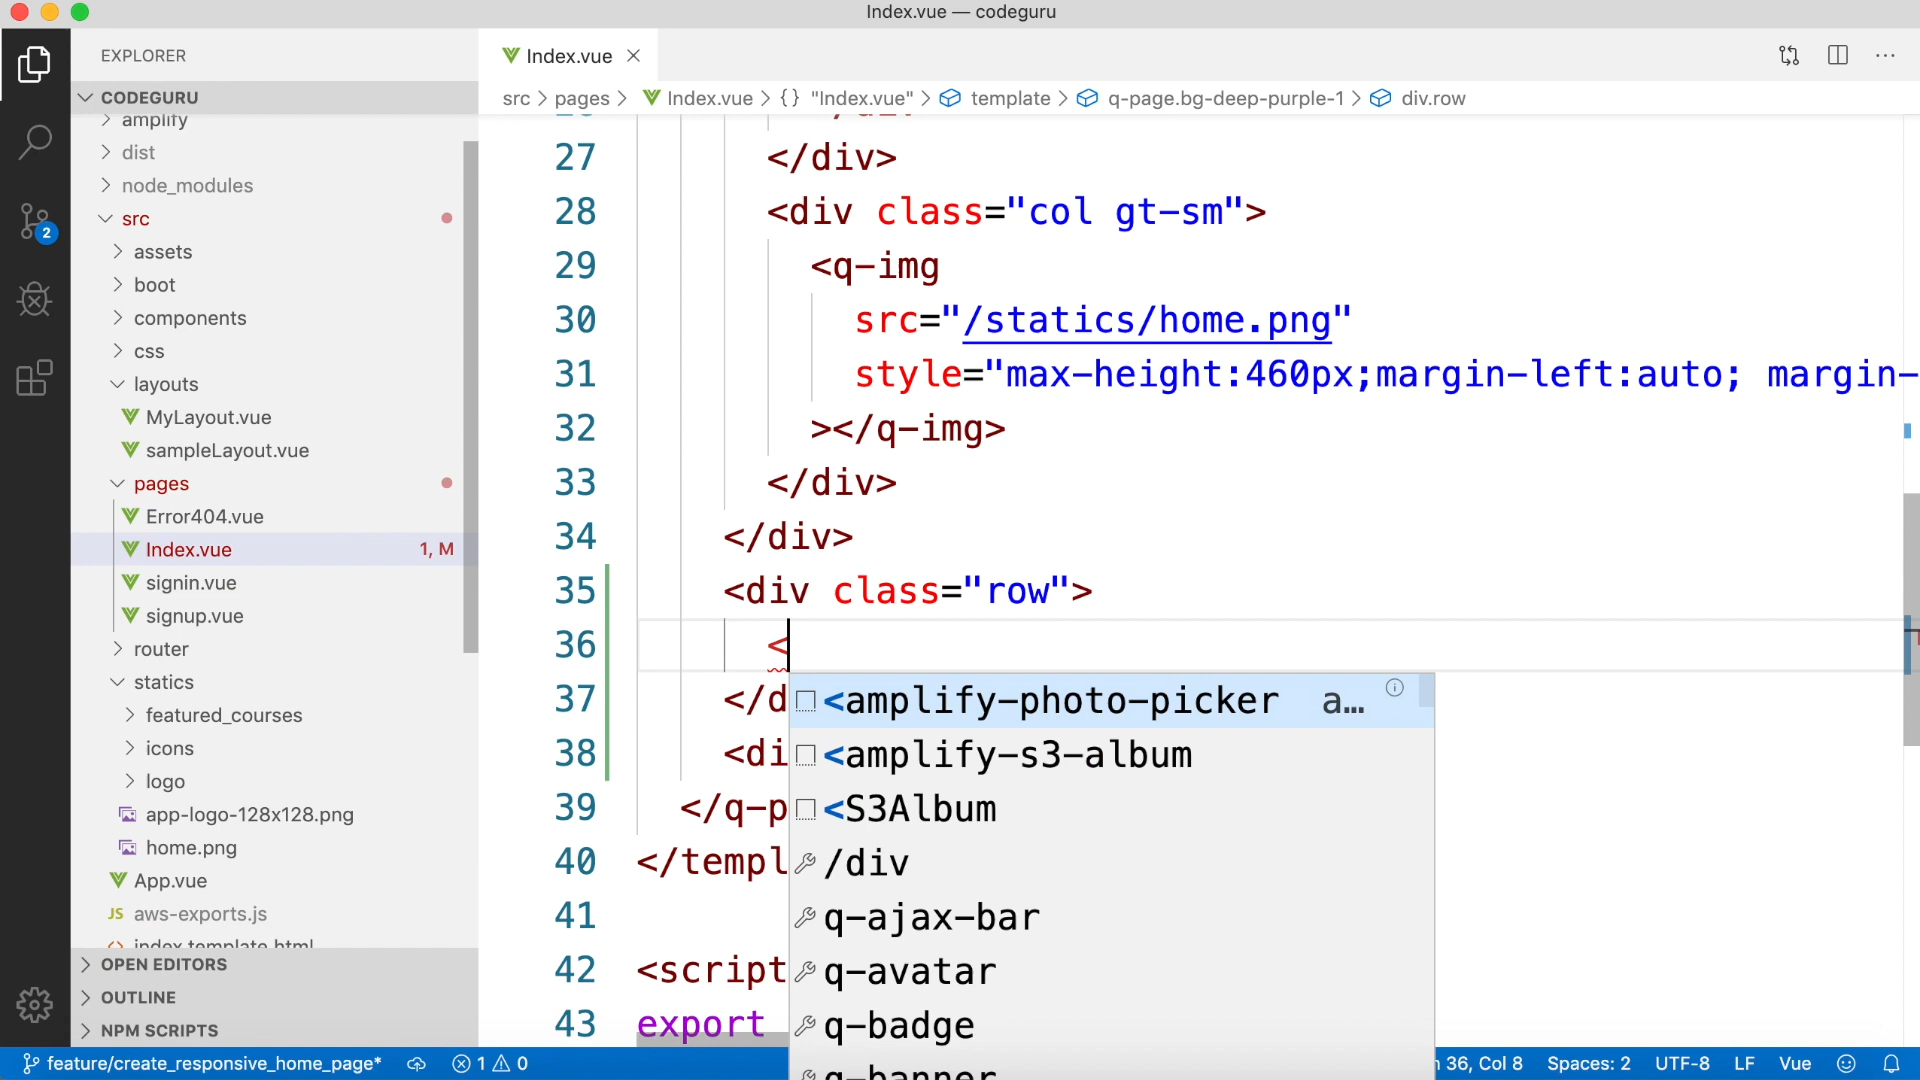 Index.vue — codeguru
EXPLORER
Index.vue
CODEGURU
src pages Index.vue {} "Index.vue" template q-page.bg-deep-purple-1 div.row
amplify
dist
node_modules
src
assets
boot
components
css
layouts
MyLayout.vue
sampleLayout.vue
pages
Error404.vue
Index.vue 1, M
signin.vue
signup.vue
router
statics
featured_courses
icons
logo
app-logo-128x128.png
home.png
App.vue
JS aws-exports.js
index.template.html
OPEN EDITORS
OUTLINE
NPM SCRIPTS
2
27 </div>
28 <div class="col gt-sm">
29 <q-img
30 src="/statics/home.png"
31 style="max-height:460px;margin-left:auto; margin-
32 ></q-img>
33 </div>
34 </div>
35 <div class="row">
36 <
37 </d
38 <di
39 </q-p
40 </templ
41
42 <script
43 export
<amplify-photo-picker a...
<amplify-s3-album
<S3Album
/div
q-ajax-bar
q-avatar
q-badge
q-banner
feature/create_responsive_home_page* 1 0 36, Col 8 Spaces: 2 UTF-8 LF Vue